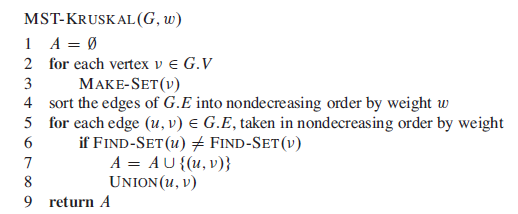 MST-KRUSKAL(G, w)
1 A = Ø
2 for each vertex v ∈ G.V
3 MAKE-SET(v)
4 sort the edges of G.E into nondecreasing order by weight w
5 for each edge (u, v) ∈ G.E, taken in nondecreasing order by weight
6 if FIND-SET(u) ≠ FIND-SET(v)
7 A = A ∪ {(u, v)}
8 UNION(u, v)
9 return A